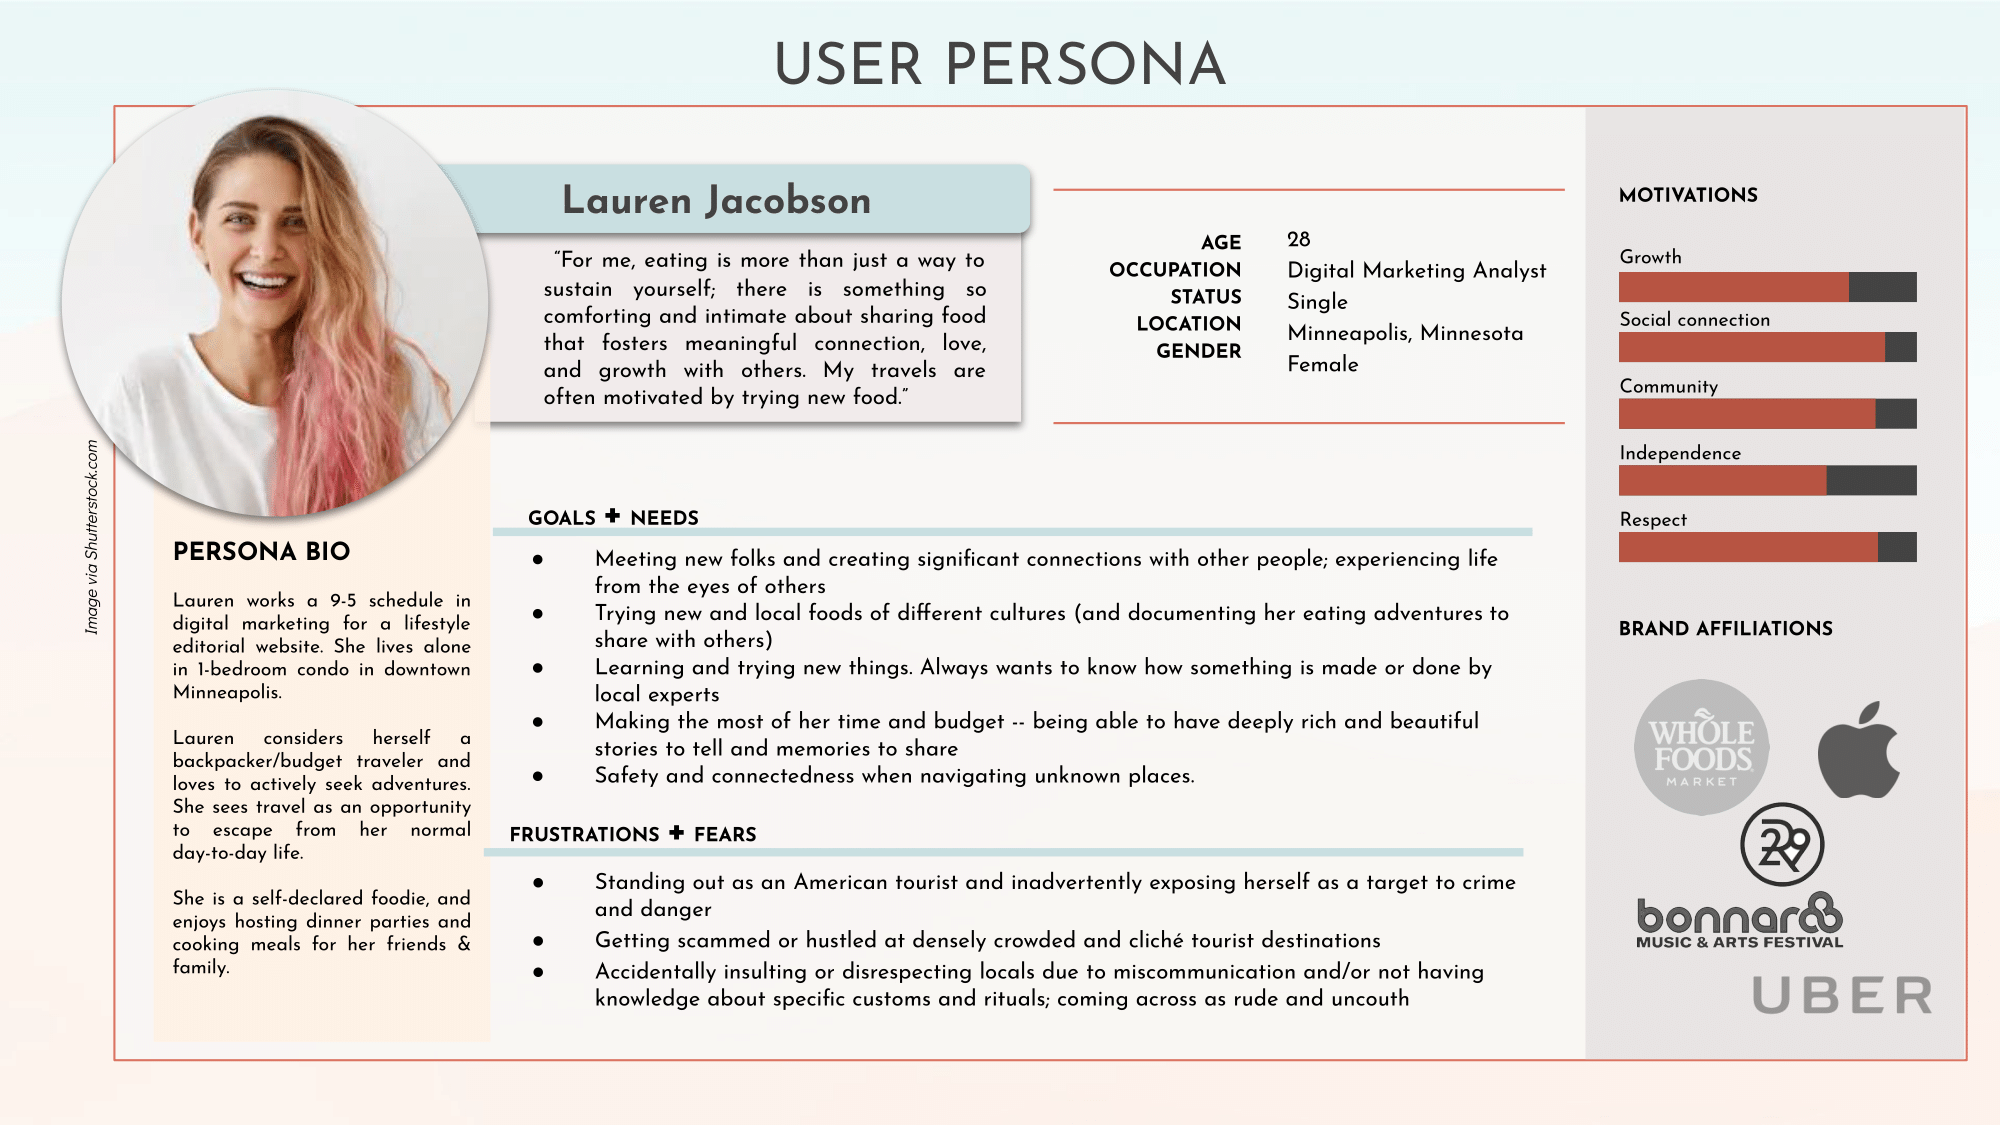 USER PERSONA
Lauren Jacobson
“For me, eating is more than just a way to
sustain yourself; there is something so
comforting and intimate about sharing food
that fosters meaningful connection, love,
and growth with others. My travels are
often motivated by trying new food.”
AGE 28
OCCUPATION Digital Marketing Analyst
STATUS Single
LOCATION Minneapolis, Minnesota
GENDER Female
Image via Shutterstock.com
PERSONA BIO
Lauren works a 9-5 schedule in
digital marketing for a lifestyle
editorial website. She lives alone
in 1-bedroom condo in downtown
Minneapolis.
Lauren considers herself a
backpacker/budget traveler and
loves to actively seek adventures.
She sees travel as an opportunity
to escape from her normal
day-to-day life.
She is a self-declared foodie, and
enjoys hosting dinner parties and
cooking meals for her friends &
family.
GOALS + NEEDS
● Meeting new folks and creating significant connections with other people; experiencing life
from the eyes of others
● Trying new and local foods of different cultures (and documenting her eating adventures to
share with others)
● Learning and trying new things. Always wants to know how something is made or done by
local experts
● Making the most of her time and budget -- being able to have deeply rich and beautiful
stories to tell and memories to share
● Safety and connectedness when navigating unknown places.
FRUSTRATIONS + FEARS
● Standing out as an American tourist and inadvertently exposing herself as a target to crime
and danger
● Getting scammed or hustled at densely crowded and cliché tourist destinations
● Accidentally insulting or disrespecting locals due to miscommunication and/or not having
knowledge about specific customs and rituals; coming across as rude and uncouth
MOTIVATIONS
Growth
Social connection
Community
Independence
Respect
BRAND AFFILIATIONS
WHOLE
FOODS
MARKET
R29
bonnaroo
MUSIC & ARTS FESTIVAL
UBER